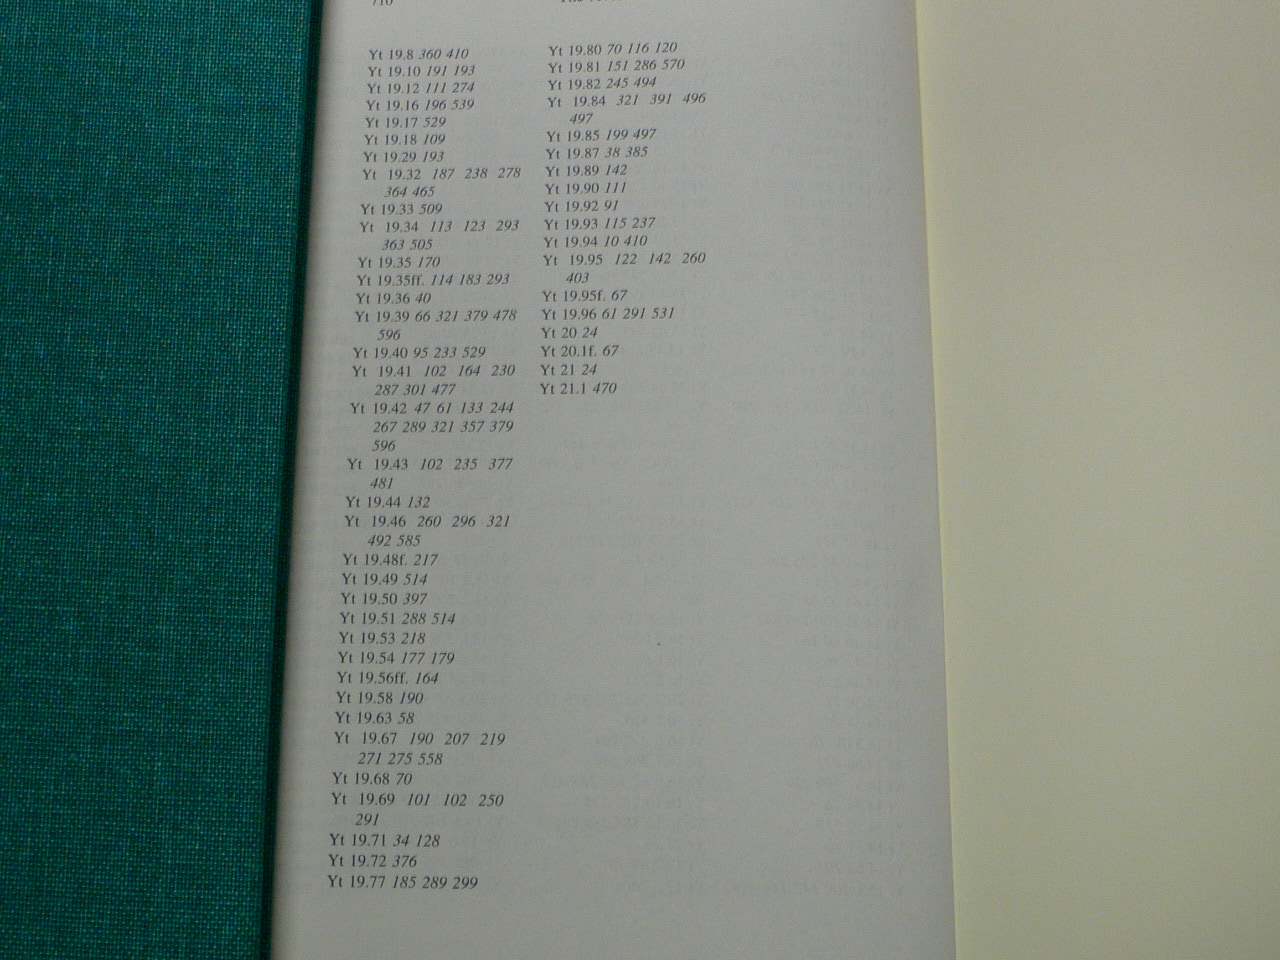 710
Yt 19.8 360 410
Yt 19.10 191 193
Yt 19.12 111 274
Yt 19.16 196 539
Yt 19.17 529
Yt 19.18 109
Yt 19.29 193
Yt 19.32 187 238 278
364 465
Yt 19.33 509
Yt 19.34 113 123 293
363 505
Yt 19.35 170
Yt 19.35ff. 114 183 293
Yt 19.36 40
Yt 19.39 66 321 379 478
596
Yt 19.40 95 233 529
Yt 19.41 102 164 230
287 301 477
Yt 19.42 47 61 133 244
267 289 321 357 379
596
Yt 19.43 102 235 377
481
Yt 19.44 132
Yt 19.46 260 296 321
492 585
Yt 19.48f. 217
Yt 19.49 514
Yt 19.50 397
Yt 19.51 288 514
Yt 19.53 218
Yt 19.54 177 179
Yt 19.56ff. 164
Yt 19.58 190
Yt 19.63 58
Yt 19.67 190 207 219
271 275 558
Yt 19.68 70
Yt 19.69 101 102 250
291
Yt 19.71 34 128
Yt 19.72 376
Yt 19.77 185 289 299
Yt 19.80 70 116 120
Yt 19.81 151 286 570
Yt 19.82 245 494
Yt 19.84 321 391 496
497
Yt 19.85 199 497
Yt 19.87 38 385
Yt 19.89 142
Yt 19.90 111
Yt 19.92 91
Yt 19.93 115 237
Yt 19.94 10 410
Yt 19.95 122 142 260
403
Yt 19.95f. 67
Yt 19.96 61 291 531
Yt 20 24
Yt 20.1f. 67
Yt 21 24
Yt 21.1 470